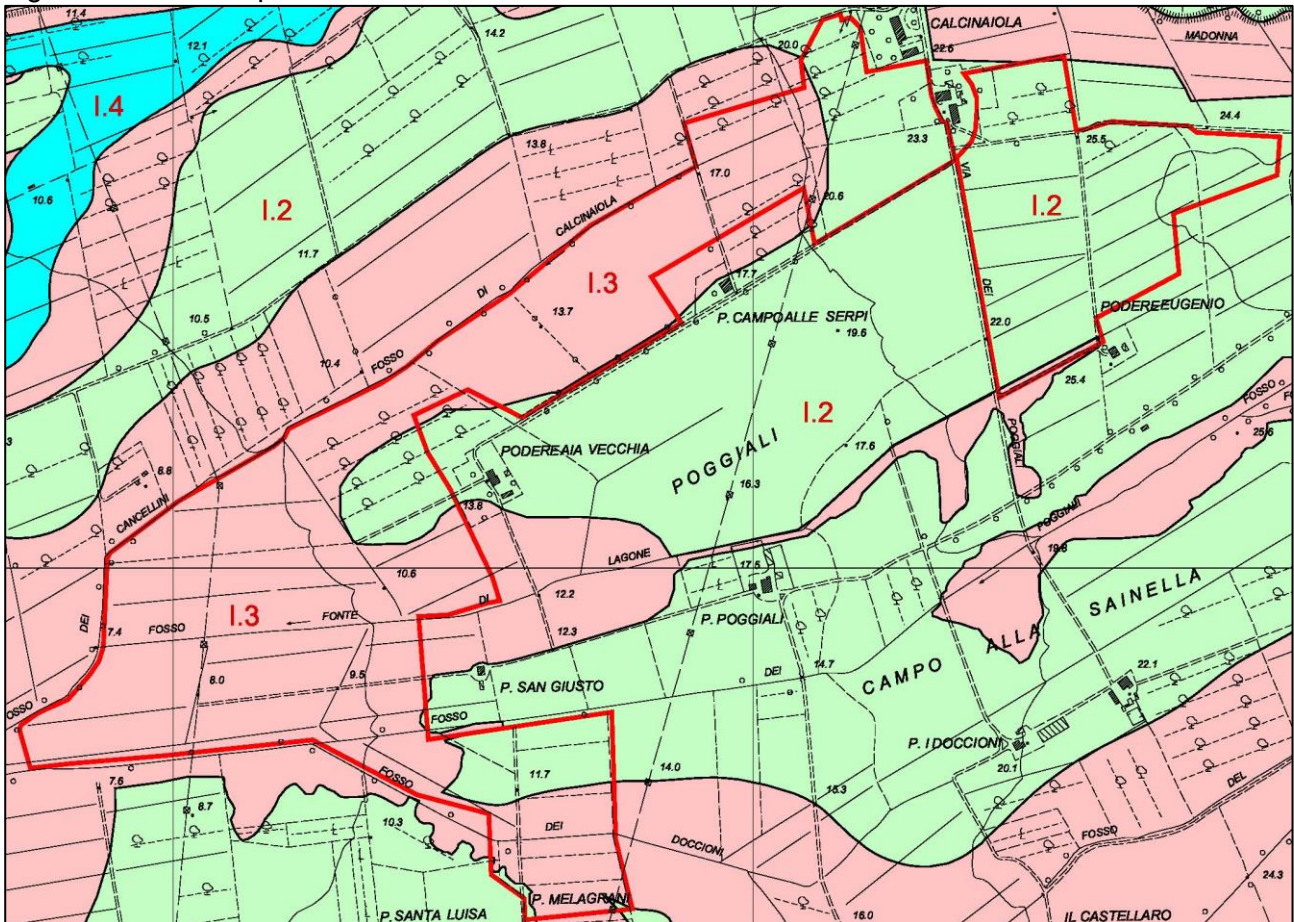 11.4
12.1
14.2
20.0
CALCINAIOLA
22.6
MADONNA
I.4
13.8
17.0
23.3
24.4
25.5
10.6
I.2
11.7
CALCINAIOLA
DI
20.6
VIA
I.2
10.5
10.4
FOSSO
13.7
I.3
17.7
P. CAMPOALLE SERPI
19.6
DEI
22.0
PODERE EUGENIO
25.4
I.2
8.8
CANCELLINI
PODEREAIA VECCHIA
13.8
POGGIALI
17.6
16.3
POGGIALI
FOSSO
25.6
DEI
7.4
FOSSO
I.3
FONTE
10.6
DI
LAGONE
12.2
12.3
17.5
P. POGGIALI
POGGIALI
19.8
CAMPO ALLA SAINELLA
8.0
9.5
P. SAN GIUSTO
FOSSO
DEI
14.7
22.1
P. I DOCCIONI
20.1
OSSO
7.6
8.7
10.3
FOSSO
11.7
DEI
14.0
DOCCIONI
15.3
FOSSO
DEL
24.3
P. SANTA LUISA
P. MELAGRANI
16.0
IL CASTELLARO